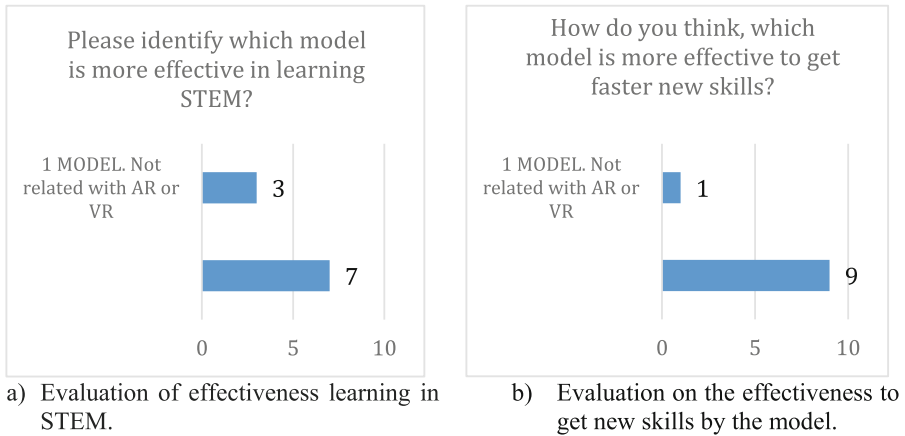 Please identify which model
is more effective in learning
STEM?
1 MODEL. Not
related with AR or
VR
3
7
0 5 10
a) Evaluation of effectiveness learning in
STEM.
How do you think, which
model is more effective to get
faster new skills?
1 MODEL. Not
related with AR or
VR
1
9
0 5 10
b) Evaluation on the effectiveness to
get new skills by the model.